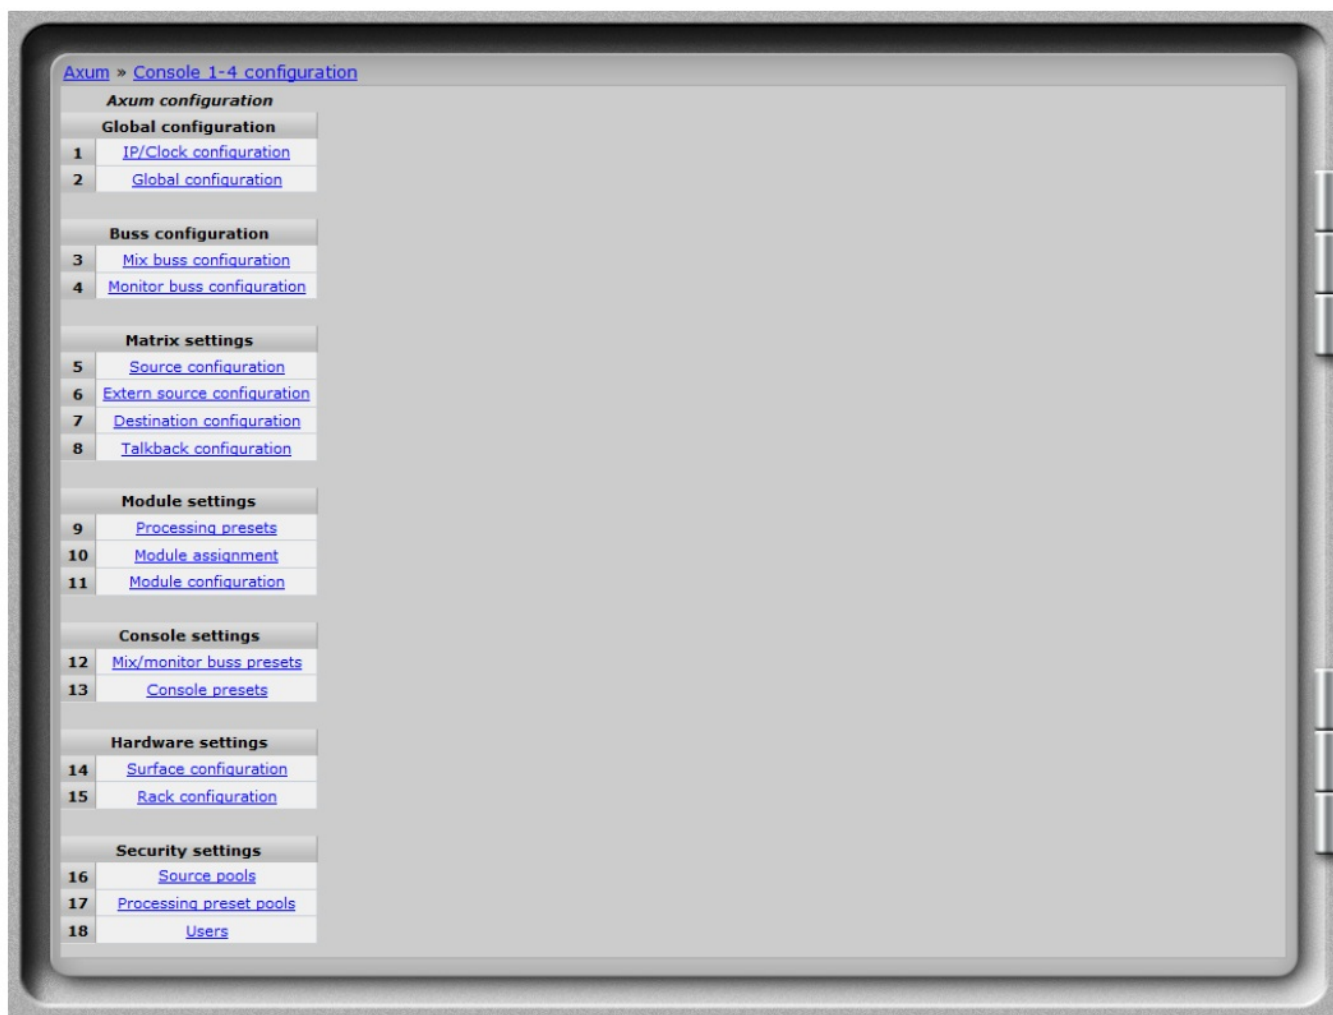 Axum » Console 1-4 configuration
Axum configuration
Global configuration
1 IP/Clock configuration
2 Global configuration
Buss configuration
3 Mix buss configuration
4 Monitor buss configuration
Matrix settings
5 Source configuration
6 Extern source configuration
7 Destination configuration
8 Talkback configuration
Module settings
9 Processing presets
10 Module assignment
11 Module configuration
Console settings
12 Mix/monitor buss presets
13 Console presets
Hardware settings
14 Surface configuration
15 Rack configuration
Security settings
16 Source pools
17 Processing preset pools
18 Users